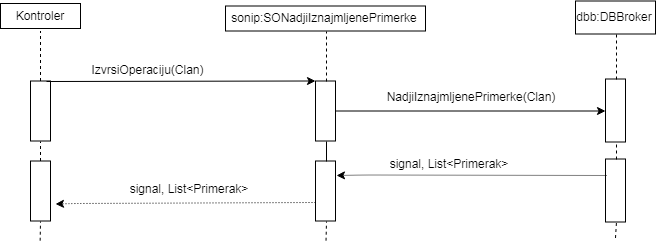 Kontroler
sonip:SONadjiIznajmljenePrimerke
dbb:DBBroker
IzvrsiOperaciju(Clan)
NadjiIznajmljenePrimerke(Clan)
signal, List<Primerak>
signal, List<Primerak>